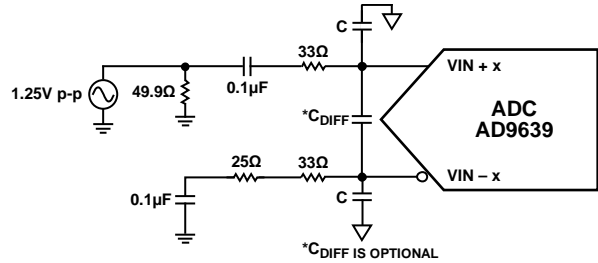 C
33Ω
VIN + x
1.25V p-p
49.9Ω
0.1µF
ADC
AD9639
*CDIFF
25Ω
33Ω
VIN – x
0.1µF
C
*CDIFF IS OPTIONAL